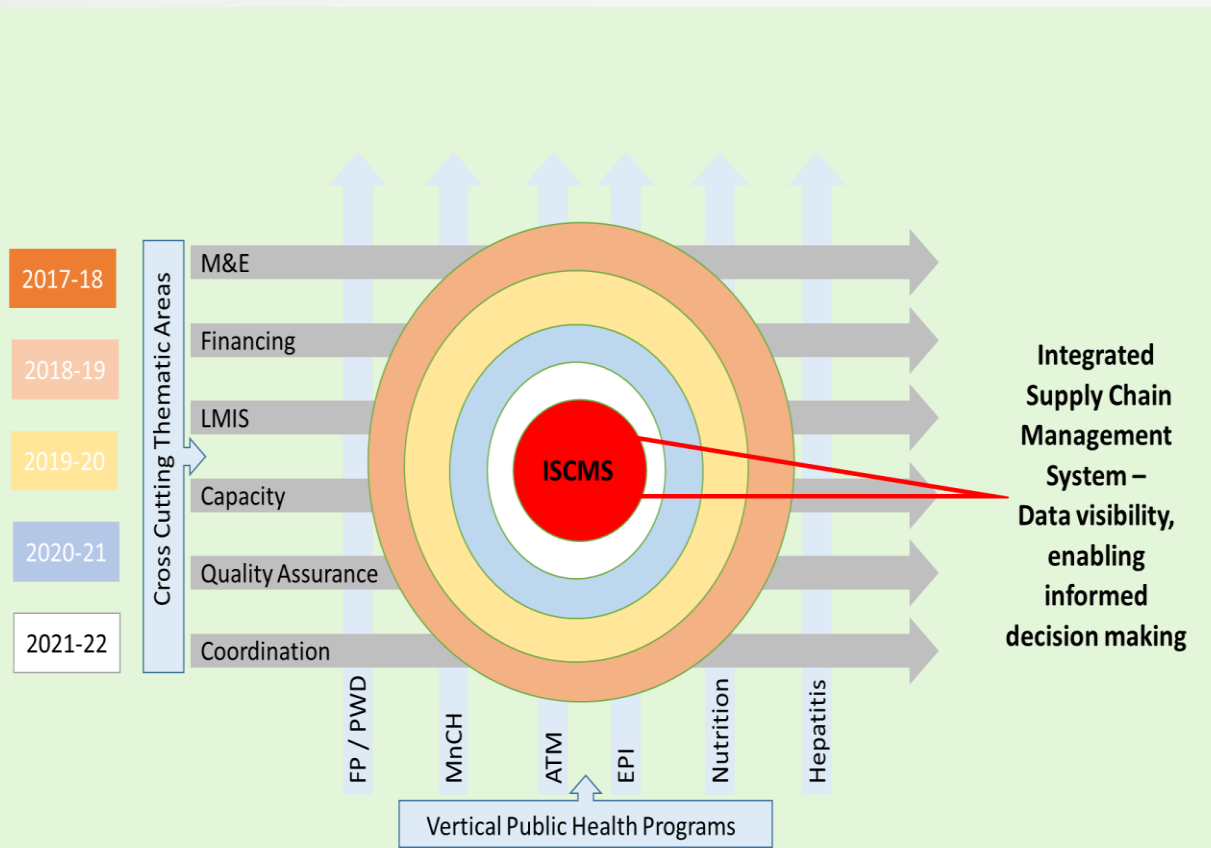 2017-18
2018-19
2019-20
2020-21
2021-22
Cross Cutting Thematic Areas
M&E
Financing
LMIS
Capacity
Quality Assurance
Coordination
ISCMS
Integrated
Supply Chain
Management
System –
Data visibility,
enabling
informed
decision making
FP / PWD
MnCH
ATM
EPI
Nutrition
Hepatitis
Vertical Public Health Programs